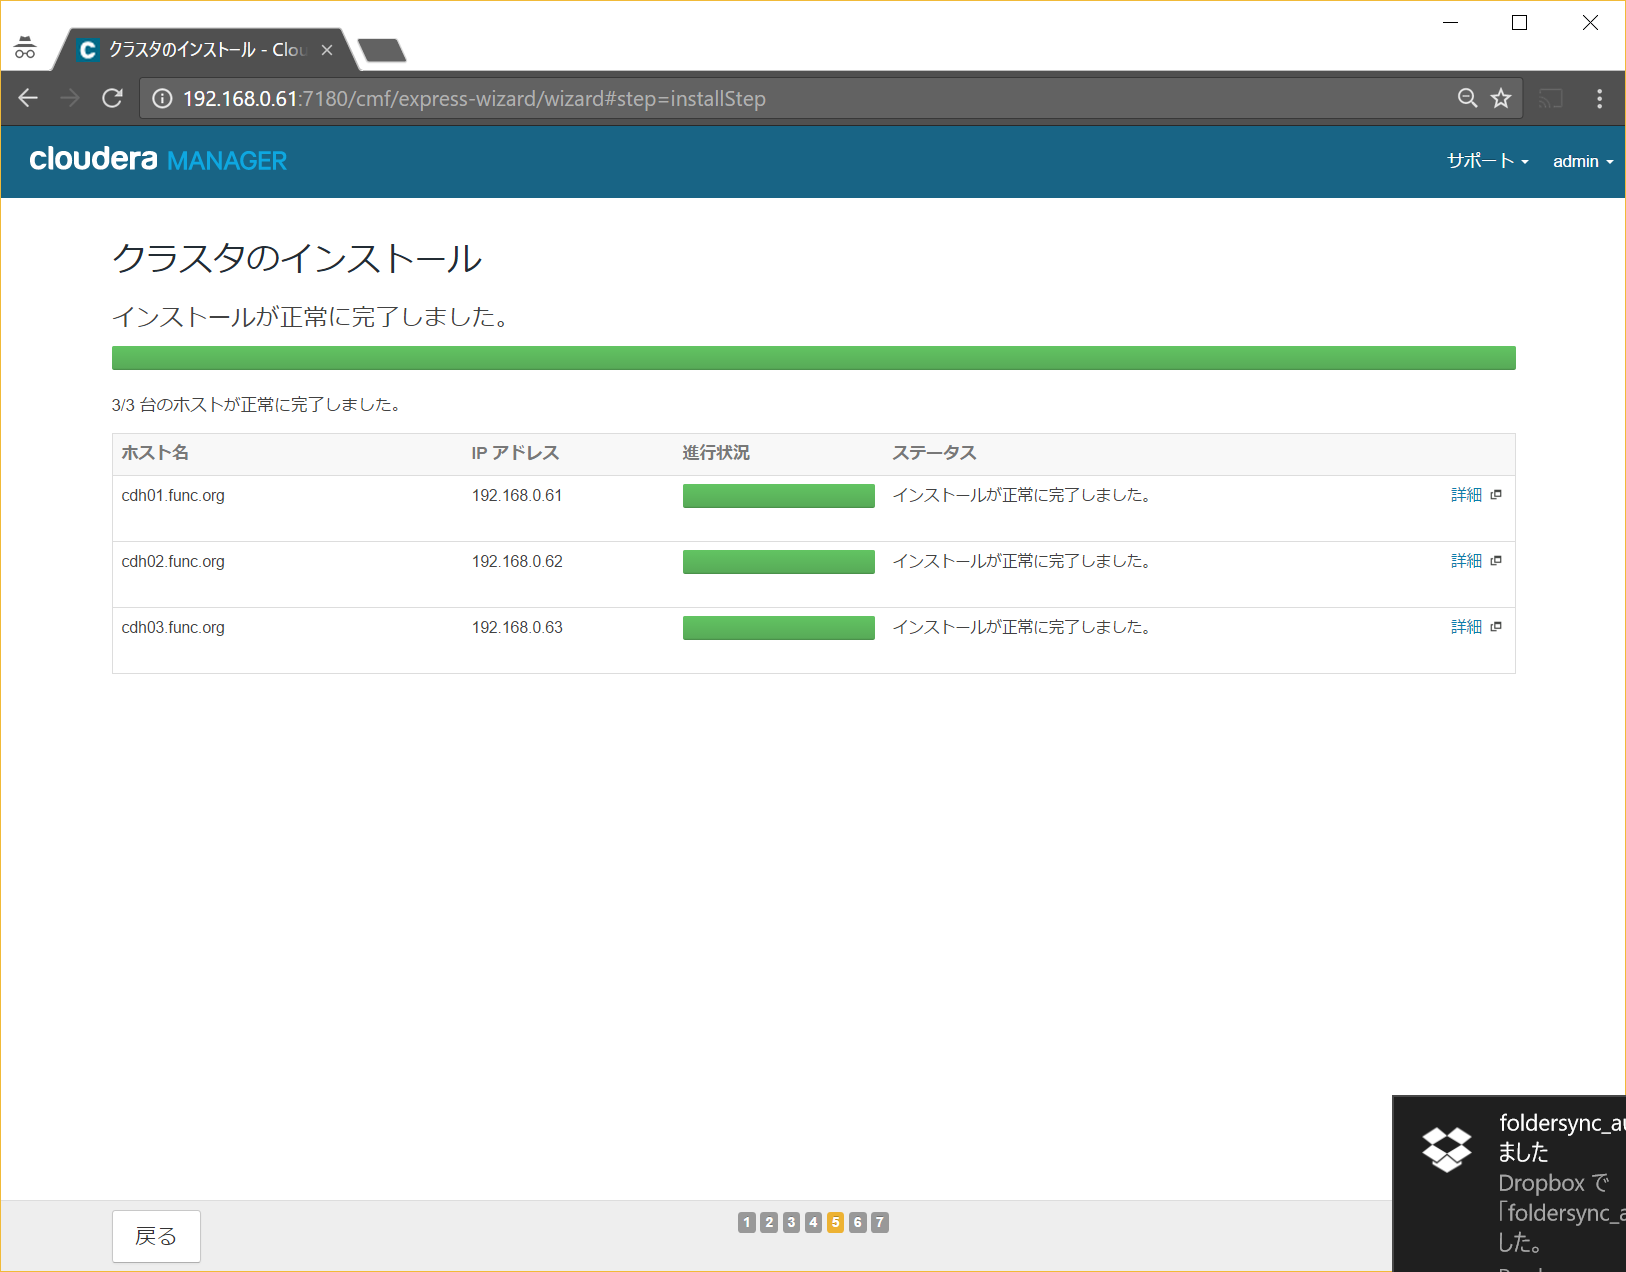 クラスタのインストール - Clou
192.168.0.61:7180/cmf/express-wizard/wizard#step=installStep
cloudera MANAGER
サポート
admin
クラスタのインストール
インストールが正常に完了しました。
3/3 台のホストが正常に完了しました。
ホスト名 IP アドレス 進行状況 ステータス
cdh01.func.org 192.168.0.61 インストールが正常に完了しました。 詳細
cdh02.func.org 192.168.0.62 インストールが正常に完了しました。 詳細
cdh03.func.org 192.168.0.63 インストールが正常に完了しました。 詳細
戻る
1 2 3 4 5 6 7
foldersync_au
ました
Dropbox で
「foldersync_a
した。